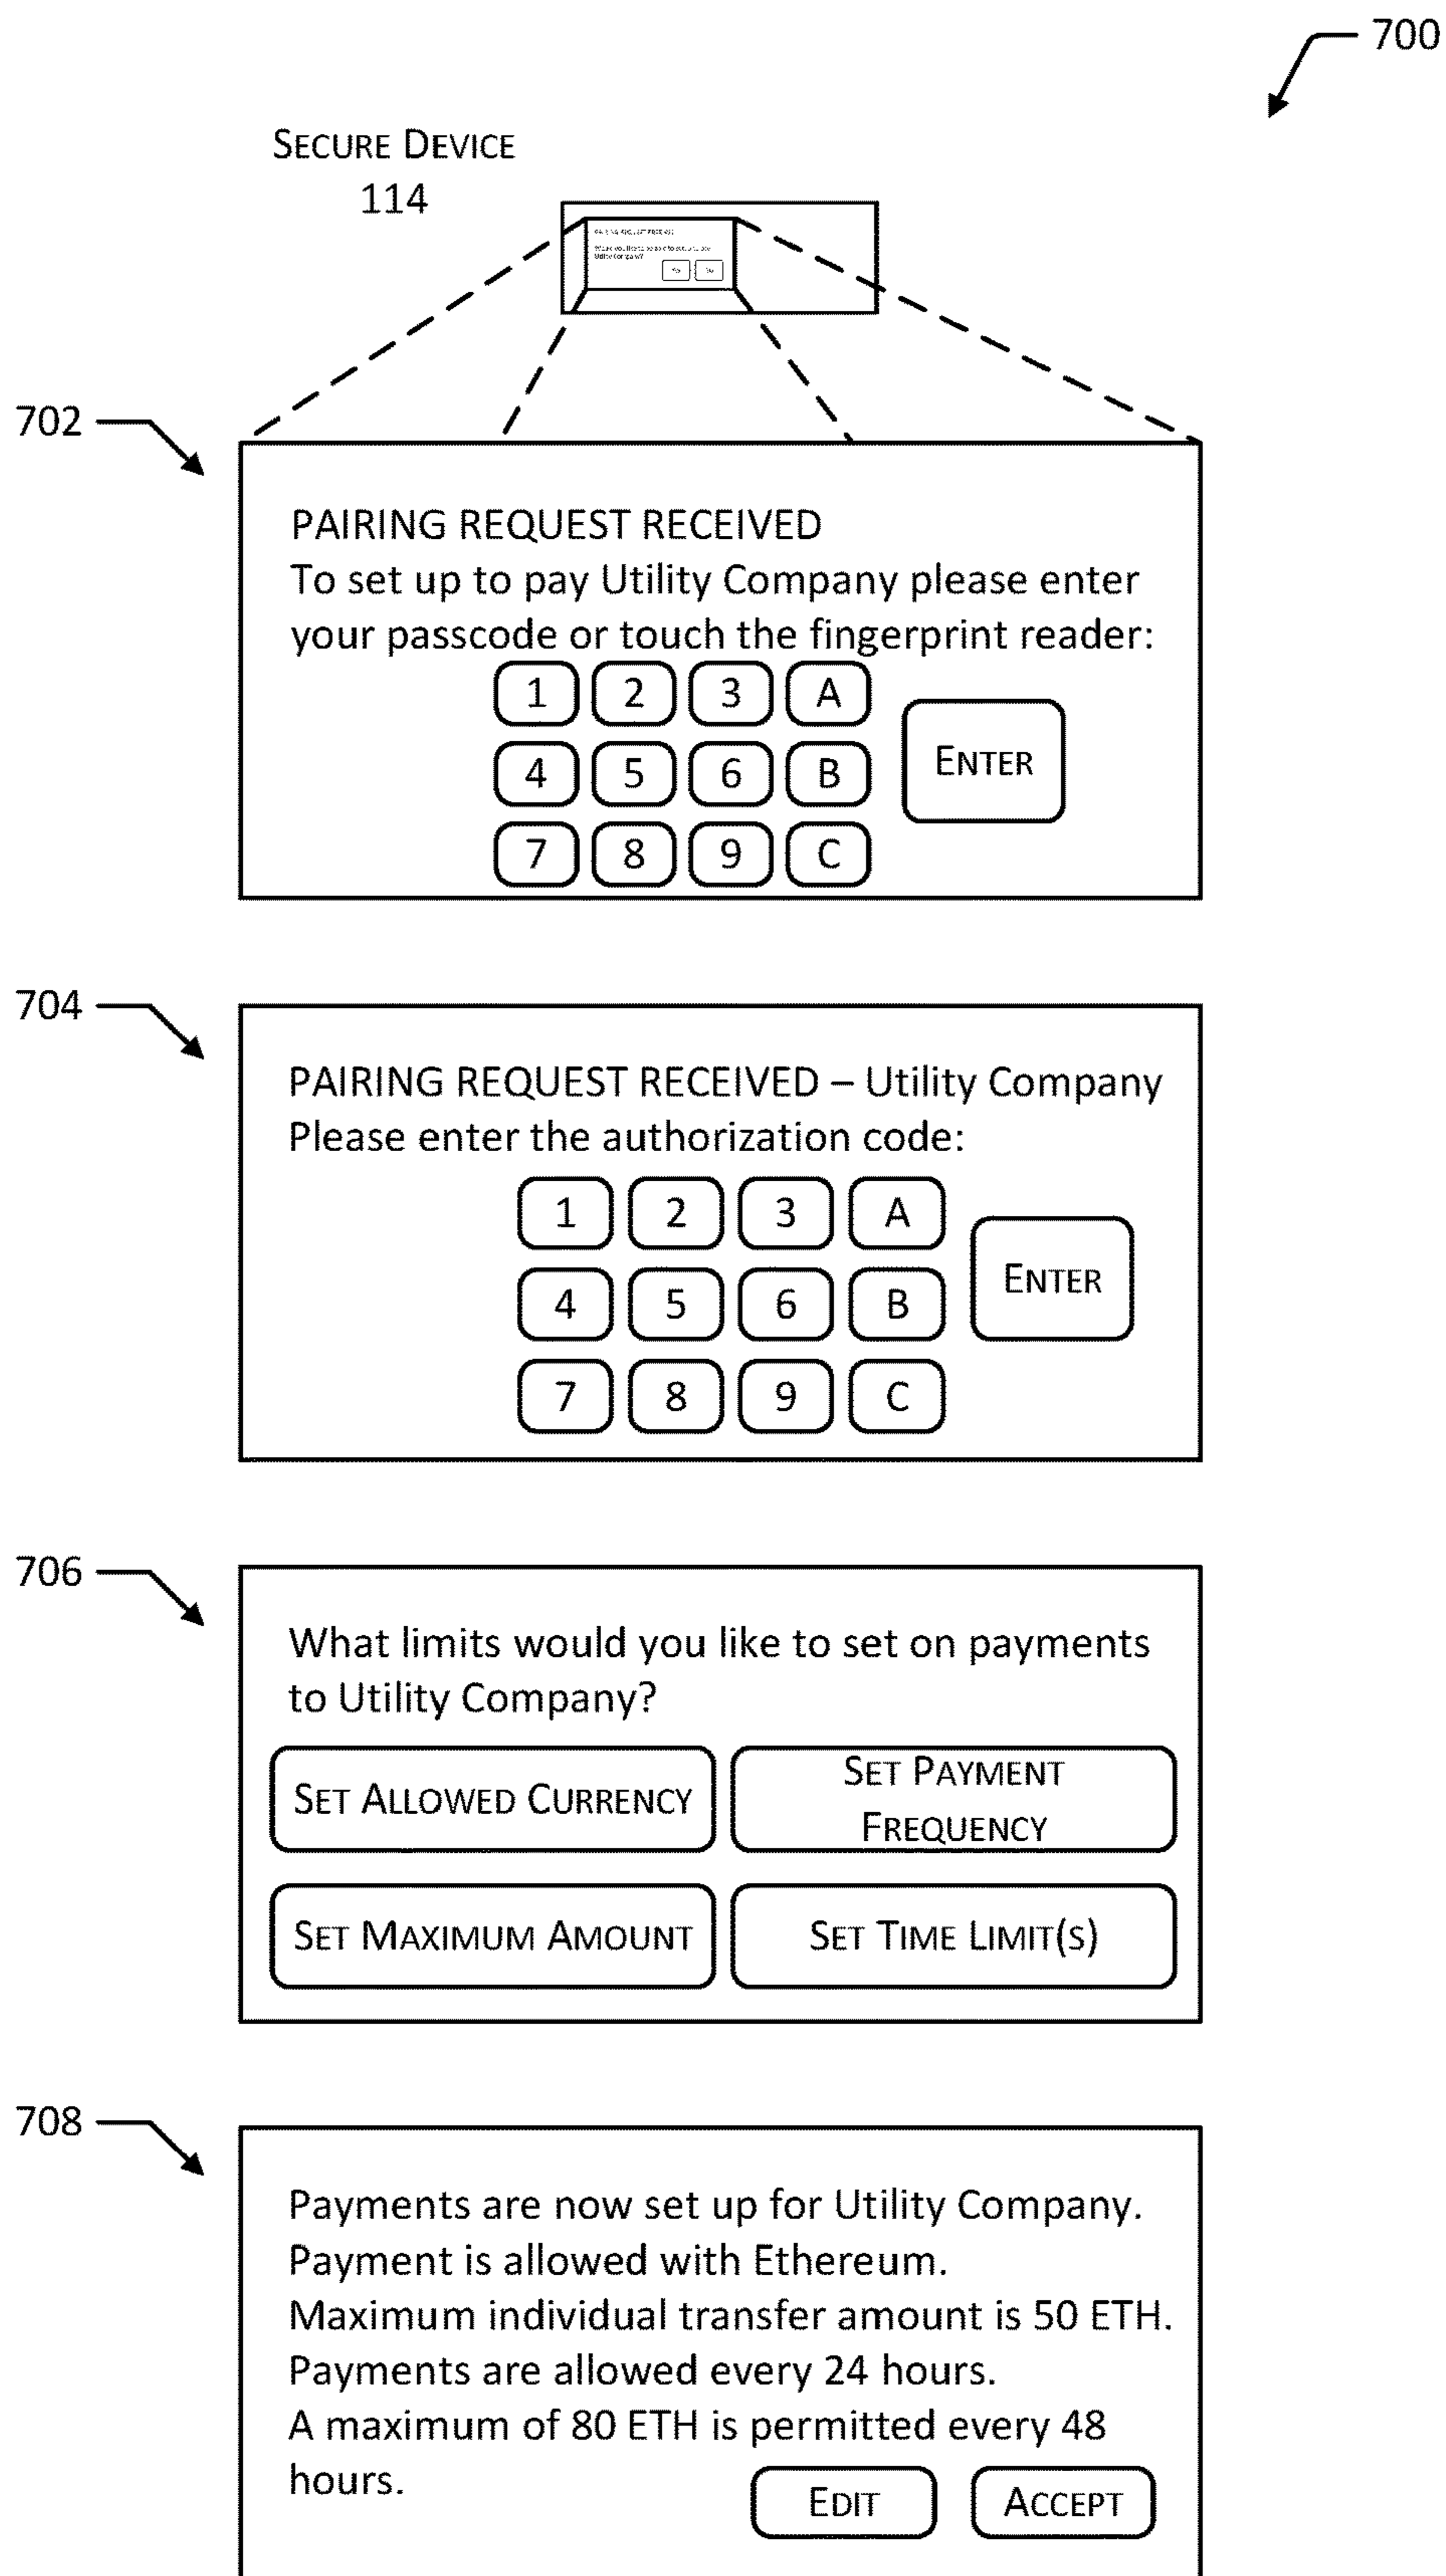 700
SECURE DEVICE
114
702
PAIRING REQUEST RECEIVED
To set up to pay Utility Company please enter
your passcode or touch the fingerprint reader:
1 2 3 A
ENTER
4 5 6 B
7 8 9 C
704
PAIRING REQUEST RECEIVED – Utility Company
Please enter the authorization code:
1 2 3 A
ENTER
4 5 6 B
7 8 9 C
706
What limits would you like to set on payments
to Utility Company?
SET ALLOWED CURRENCY
SET PAYMENT
FREQUENCY
SET MAXIMUM AMOUNT
SET TIME LIMIT(S)
708
Payments are now set up for Utility Company.
Payment is allowed with Ethereum.
Maximum individual transfer amount is 50 ETH.
Payments are allowed every 24 hours.
A maximum of 80 ETH is permitted every 48
hours.
EDIT
ACCEPT